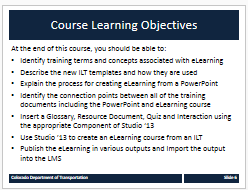 Course Learning Objectives
At the end of this course, you should be able to:
• Identify training terms and concepts associated with eLearning
• Describe the new ILT templates and how they are used
• Explain the process for creating eLearning from a PowerPoint
• Identify the connection points between all of the training
documents including the PowerPoint and eLearning course
• Insert a Glossary, Resource Document, Quiz and Interaction using
the appropriate Component of Studio '13
• Use Studio '13 to create an eLearning course from an ILT
• Publish the eLearning in various outputs and Import the output
into the LMS
Colorado Department of Transportation Slide 6